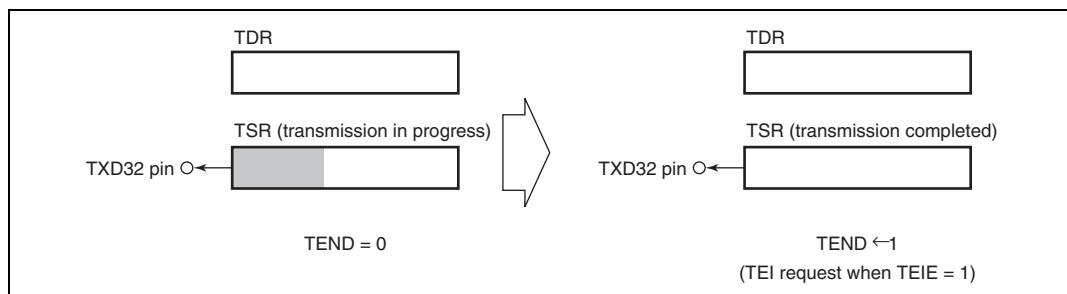 TDR
TSR (transmission in progress)
TXD32 pin
TEND = 0
TDR
TSR (transmission completed)
TXD32 pin
TEND ←1
(TEI request when TEIE = 1)